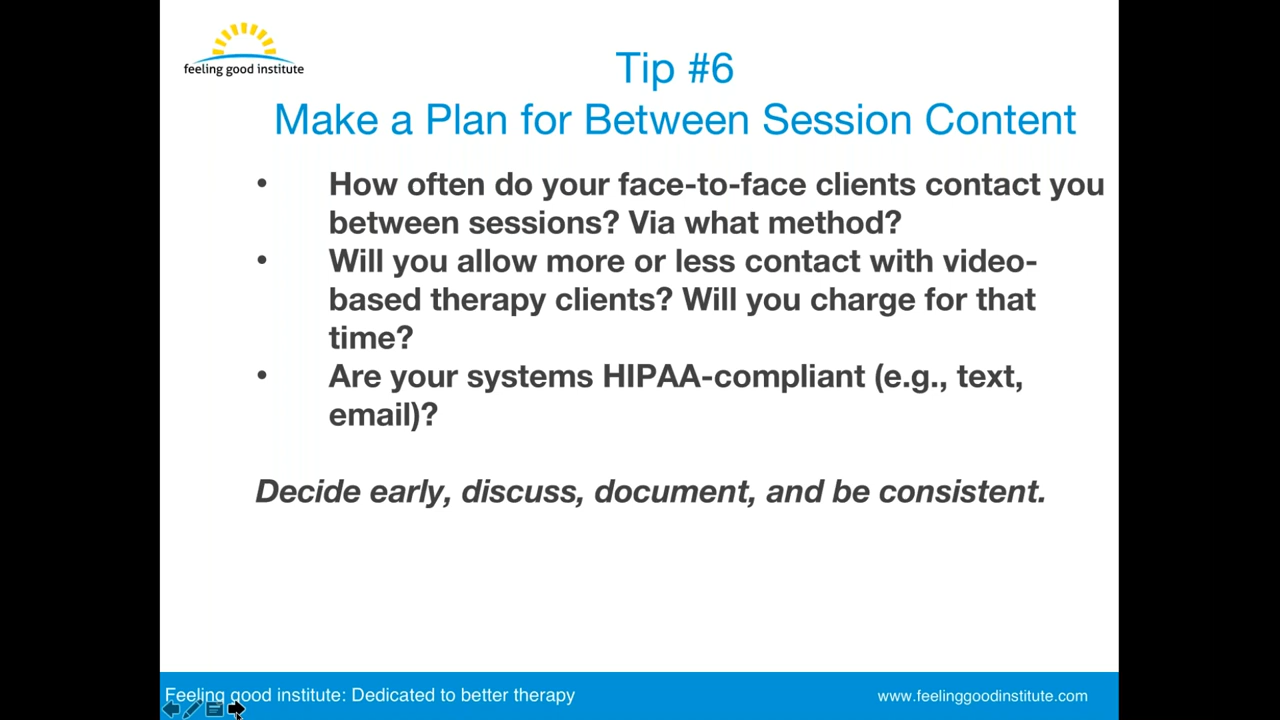 feeling good institute
Tip #6
Make a Plan for Between Session Content
• How often do your face-to-face clients contact you
between sessions? Via what method?
• Will you allow more or less contact with video-
based therapy clients? Will you charge for that
time?
• Are your systems HIPAA-compliant (e.g., text,
email)?
Decide early, discuss, document, and be consistent.
Feeling good institute: Dedicated to better therapy
www.feelinggoodinstitute.com